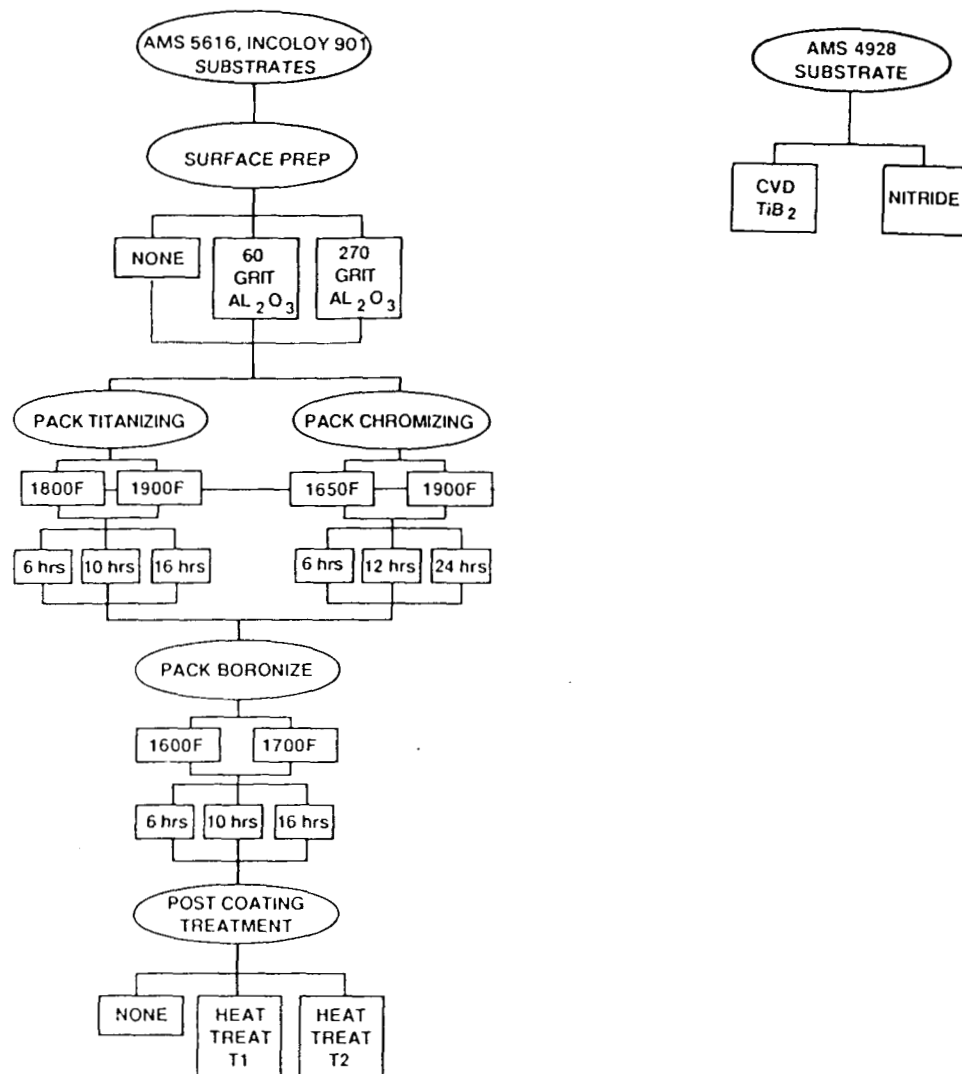 AMS 5616, INCOLOY 901
SUBSTRATES
SURFACE PREP
NONE
60
GRIT
AL2O3
270
GRIT
AL2O3
PACK TITANIZING
PACK CHROMIZING
1800F
1900F
1650F
1900F
6 hrs
10 hrs
16 hrs
6 hrs
12 hrs
24 hrs
PACK BORONIZE
1600F
1700F
6 hrs
10 hrs
16 hrs
POST COATING
TREATMENT
NONE
HEAT
TREAT
T1
HEAT
TREAT
T2
AMS 4928
SUBSTRATE
CVD
TiB2
NITRIDE